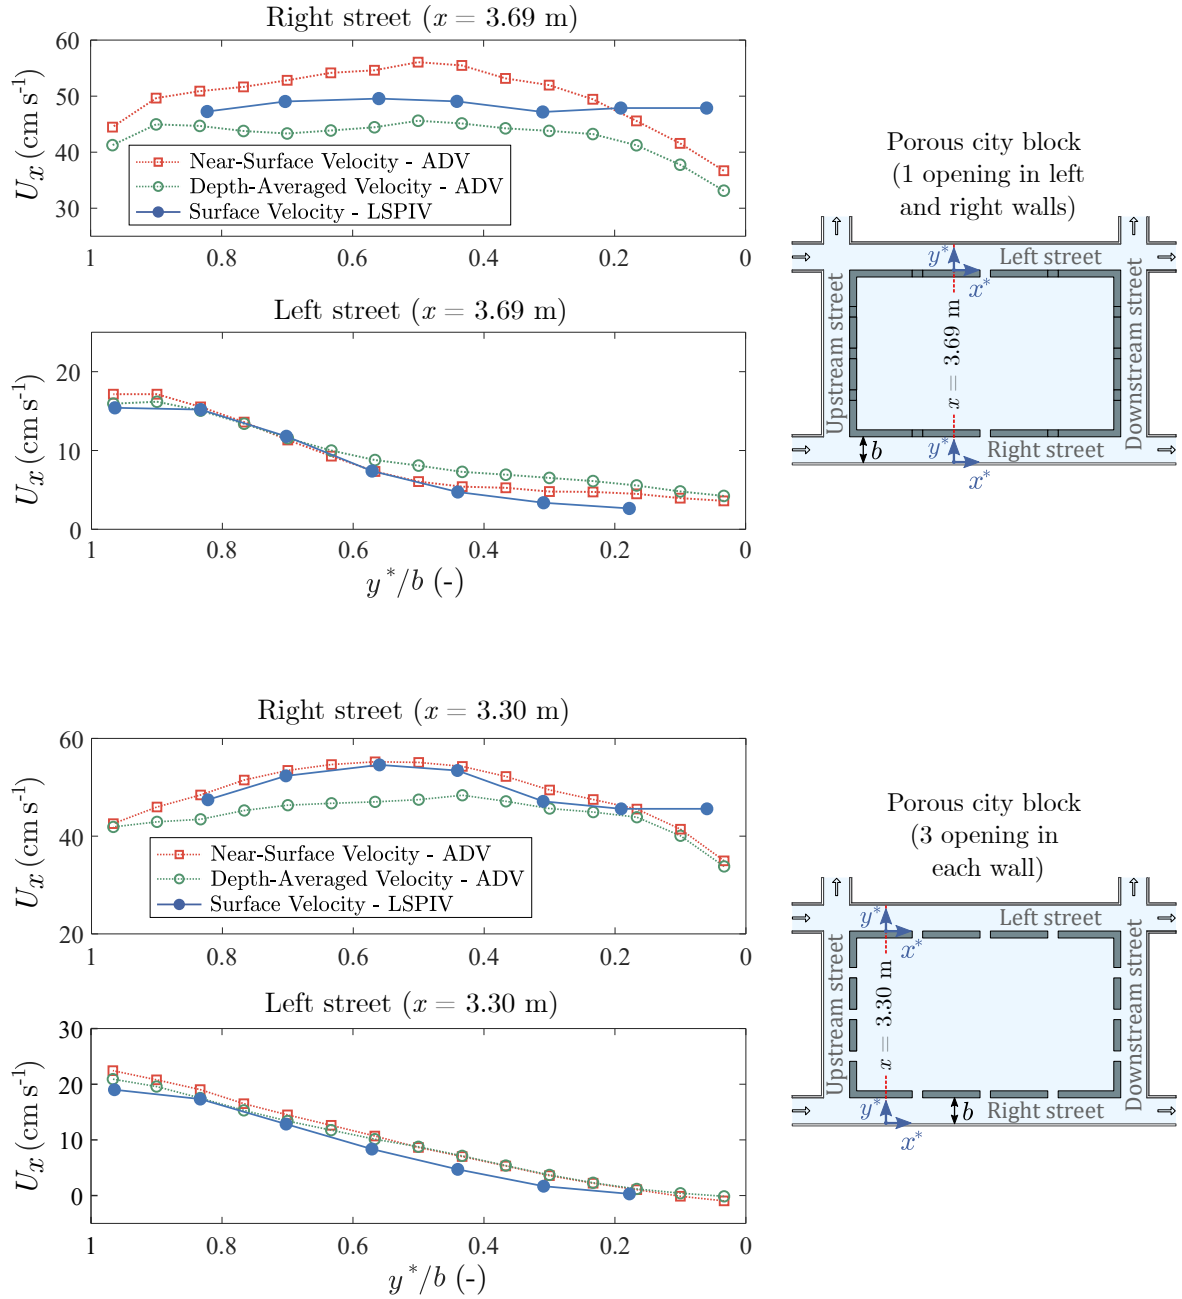 Right street (x = 3.69 m)
60
50
40
30
U_x (cm s⁻¹)
Near-Surface Velocity - ADV
Depth-Averaged Velocity - ADV
Surface Velocity - LSPIV
1 0.8 0.6 0.4 0.2 0
Left street (x = 3.69 m)
20
10
0
U_x (cm s⁻¹)
1 0.8 0.6 0.4 0.2 0
y*/b (-)
Porous city block
(1 opening in left
and right walls)
y*
x*
Left street
Upstream street
x = 3.69 m
Downstream street
b
y*
Right street
x*
Right street (x = 3.30 m)
60
40
20
U_x (cm s⁻¹)
Near-Surface Velocity - ADV
Depth-Averaged Velocity - ADV
Surface Velocity - LSPIV
1 0.8 0.6 0.4 0.2 0
Left street (x = 3.30 m)
30
20
10
0
U_x (cm s⁻¹)
1 0.8 0.6 0.4 0.2 0
y*/b (-)
Porous city block
(3 opening in
each wall)
y*
x*
Left street
Upstream street
x = 3.30 m
Downstream street
y*
b
Right street
x*